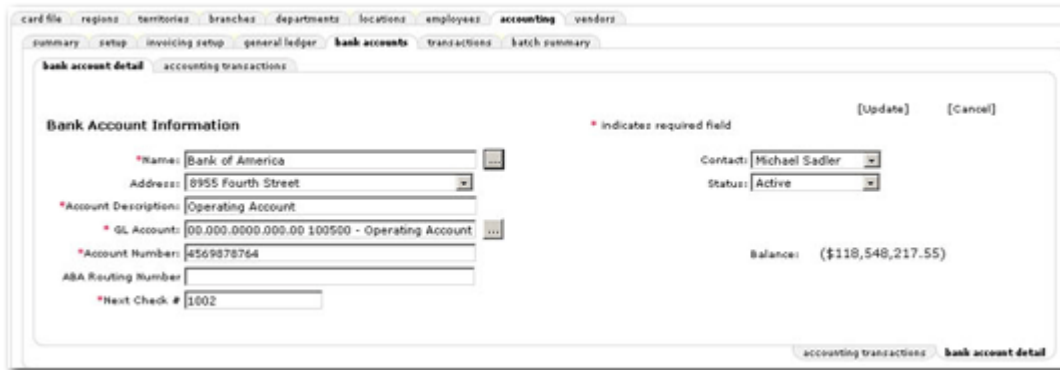 card file regions territories branches departments locations employees accounting vendors
summary setup invoicing setup general ledger bank accounts transactions batch summary
bank account detail accounting transactions
[Update] [Cancel]
Bank Account Information * indicates required field
*Name: Bank of America ... Contact: Michael Sadler
Address: 8955 Fourth Street Status: Active
*Account Description: Operating Account
* GL Account: 00.000.0000.000.00 100500 - Operating Account ...
*Account Number: 4569878764 Balance: ($118,548,217.55)
ABA Routing Number
*Next Check # 1002
accounting transactions bank account detail